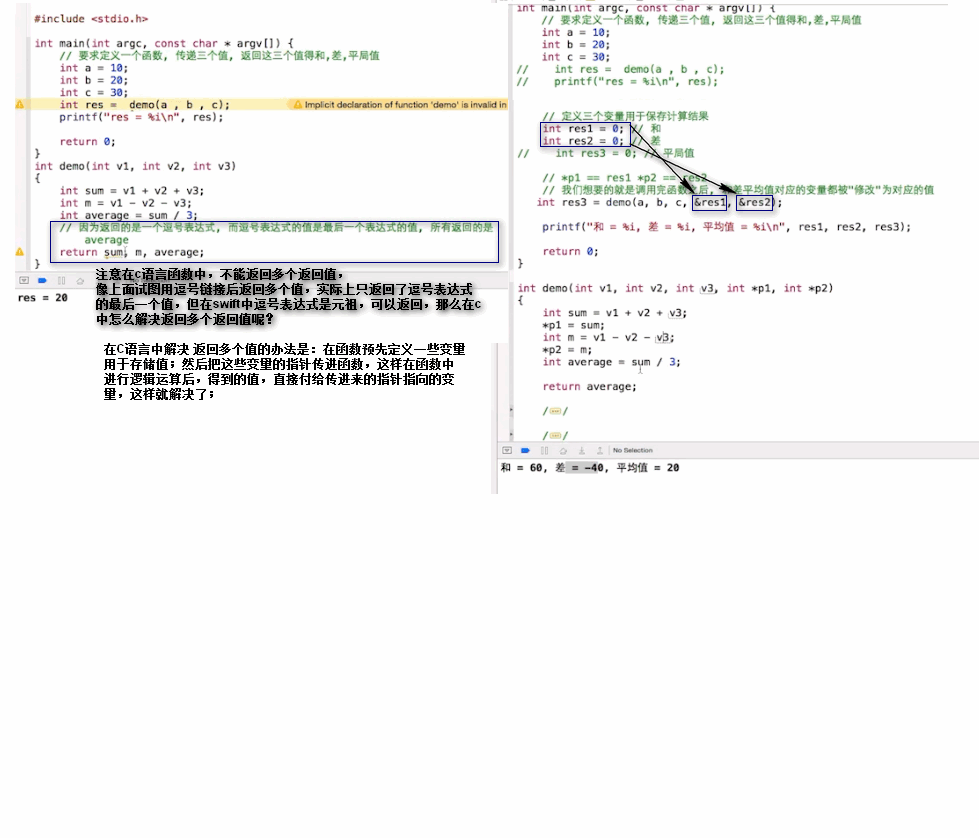 #include <stdio.h>
int main(int argc, const char * argv[]) {
// 要求定义一个函数, 传递三个值, 返回这三个值得和,差,平局值
int a = 10;
int b = 20;
int c = 30;
int res =  demo(a , b , c);
Implicit declaration of function 'demo' is invalid in
printf("res = %i\n", res);
return 0;
}
int demo(int v1, int v2, int v3)
{
int sum = v1 + v2 + v3;
int m = v1 - v2 - v3;
int average = sum / 3;
// 因为返回的是一个逗号表达式, 而逗号表达式的值是最后一个表达式的值, 所有返回的是
average
return sum, m, average;
}
res = 20
注意在c语言函数中，不能返回多个返回值，
像上面试图用逗号链接后返回多个值，实际上只返回了逗号表达式
的最后一个值，但在swift中逗号表达式是元祖，可以返回，那么在c
中怎么解决返回多个返回值呢？
在C语言中解决 返回多个值的办法是：在函数预先定义一些变量
用于存储值；然后把这些变量的指针传进函数，这样在函数中
进行逻辑运算后，得到的值，直接付给传进来的指针指向的变
量，这样就解决了；
int main(int argc, const char * argv[]) {
// 要求定义一个函数, 传递三个值, 返回这三个值得和,差,平局值
int a = 10;
int b = 20;
int c = 30;
//    int res =  demo(a , b , c);
//    printf("res = %i\n", res);
// 定义三个变量用于保存计算结果
int res1 = 0; // 和
int res2 = 0; // 差
//    int res3 = 0; // 平局值
// *p1 == res1 *p2 == res2
// 我们想要的就是调用完函数之后, 和差平均值对应的变量都被"修改"为对应的值
int res3 = demo(a, b, c, &res1, &res2);
printf("和 = %i, 差 = %i, 平均值 = %i\n", res1, res2, res3);
return 0;
}
int demo(int v1, int v2, int v3, int *p1, int *p2)
{
int sum = v1 + v2 + v3;
*p1 = sum;
int m = v1 - v2 - v3;
*p2 = m;
int average = sum / 3;
return average;
/ /
/ /
No Selection
和 = 60, 差 = -40, 平均值 = 20